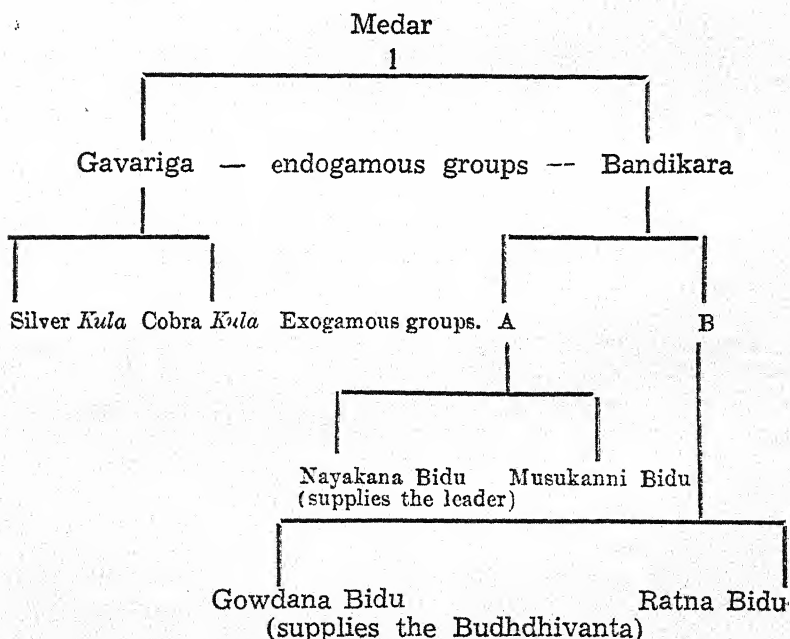 Medar
1
Gavariga — endogamous groups -- Bandikara
Silver Kula Cobra Kula Exogamous groups. A B
Nayakana Bidu Musukanni Bidu
(supplies the leader)
Gowdana Bidu Ratna Bidu
(supplies the Budhdhivanta)